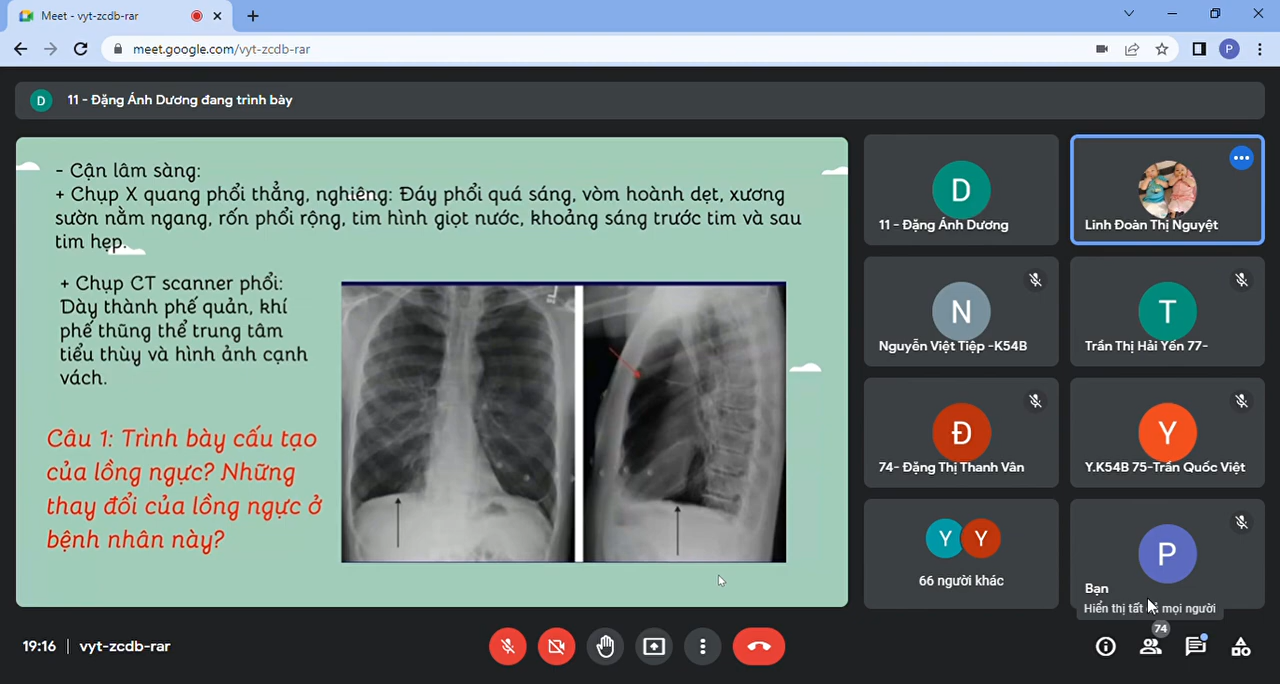 Meet - vyt-zcdb-rar
meet.google.com/vyt-zcdb-rar
P
D 11 - Đặng Ánh Dương đang trình bày
- Cận lâm sàng:
+ Chụp X quang phổi thẳng, nghiêng: Đáy phổi quá sáng, vòm hoành dẹt, xương
sườn nằm ngang, rốn phổi rộng, tim hình giọt nước, khoảng sáng trước tim và sau
tim hẹp.
+ Chụp CT scanner phổi:
Dày thành phế quản, khí
phế thũng thể trung tâm
tiểu thùy và hình ảnh cạnh
vách.
Câu 1: Trình bày cấu tạo
của lồng ngực? Những
thay đổi của lồng ngực ở
bệnh nhân này?
D
11 - Đặng Ánh Dương
Linh Đoàn Thị Nguyệt
N
Nguyễn Việt Tiệp -K54B
T
Trần Thị Hải Yến 77-
Đ
74- Đặng Thị Thanh Vân
Y
Y.K54B 75-Trần Quốc Việt
Y Y
66 người khác
P
Bạn
Hiển thị tất mọi người
19:16 | vyt-zcdb-rar
74